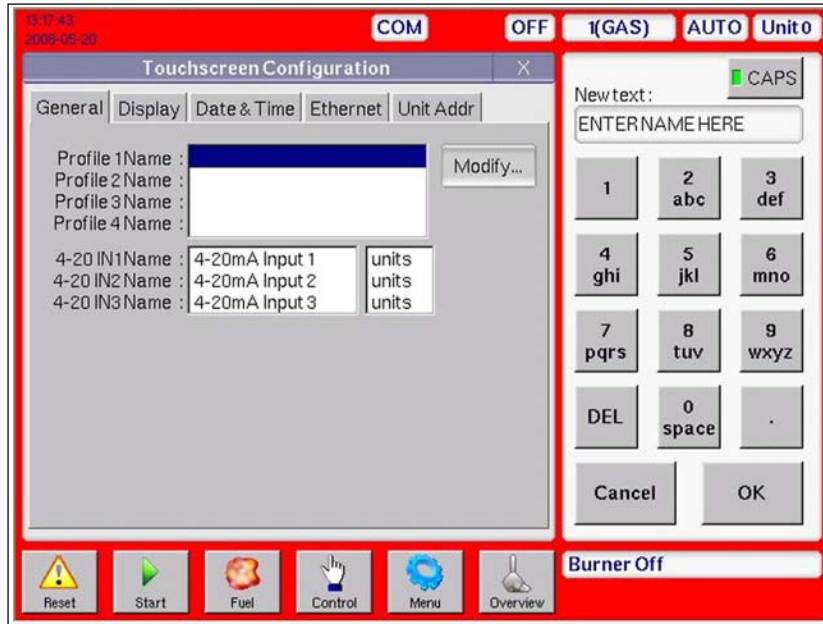 13:17:43
2008-05-20
COM
OFF
1(GAS)
AUTO
Unit 0
Touchscreen Configuration
X
General
Display
Date & Time
Ethernet
Unit Addr
Profile 1 Name :
Profile 2 Name :
Profile 3 Name :
Profile 4 Name :
Modify...
4-20 IN1 Name : 4-20mA Input 1 units
4-20 IN2 Name : 4-20mA Input 2 units
4-20 IN3 Name : 4-20mA Input 3 units
CAPS
New text :
ENTER NAME HERE
1
2
abc
3
def
4
ghi
5
jkl
6
mno
7
pqrs
8
tuv
9
wxyz
DEL
0
space
.
Cancel
OK
Reset
Start
Fuel
Control
Menu
Overview
Burner Off